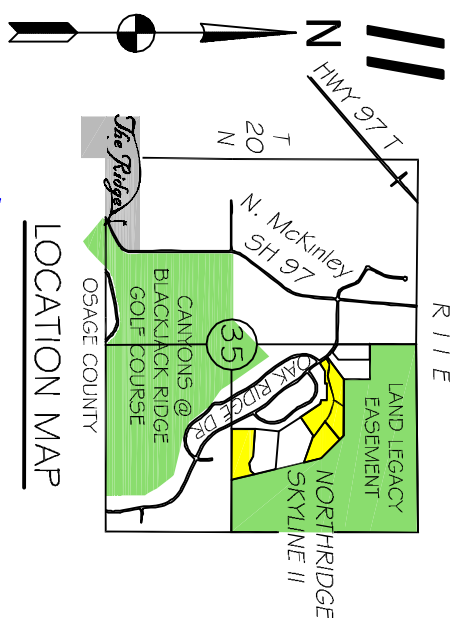 N
R 11 E
HWY 97 T
T
20
N
N. McKinley
SH 97
The Ridge
35
LAND LEGACY
EASEMENT
OAK RIDGE DR
CANYONS @
BLACKJACK RIDGE
GOLF COURSE
NORTHRIDGE
SKYLINE II
OSAGE COUNTY
LOCATION MAP